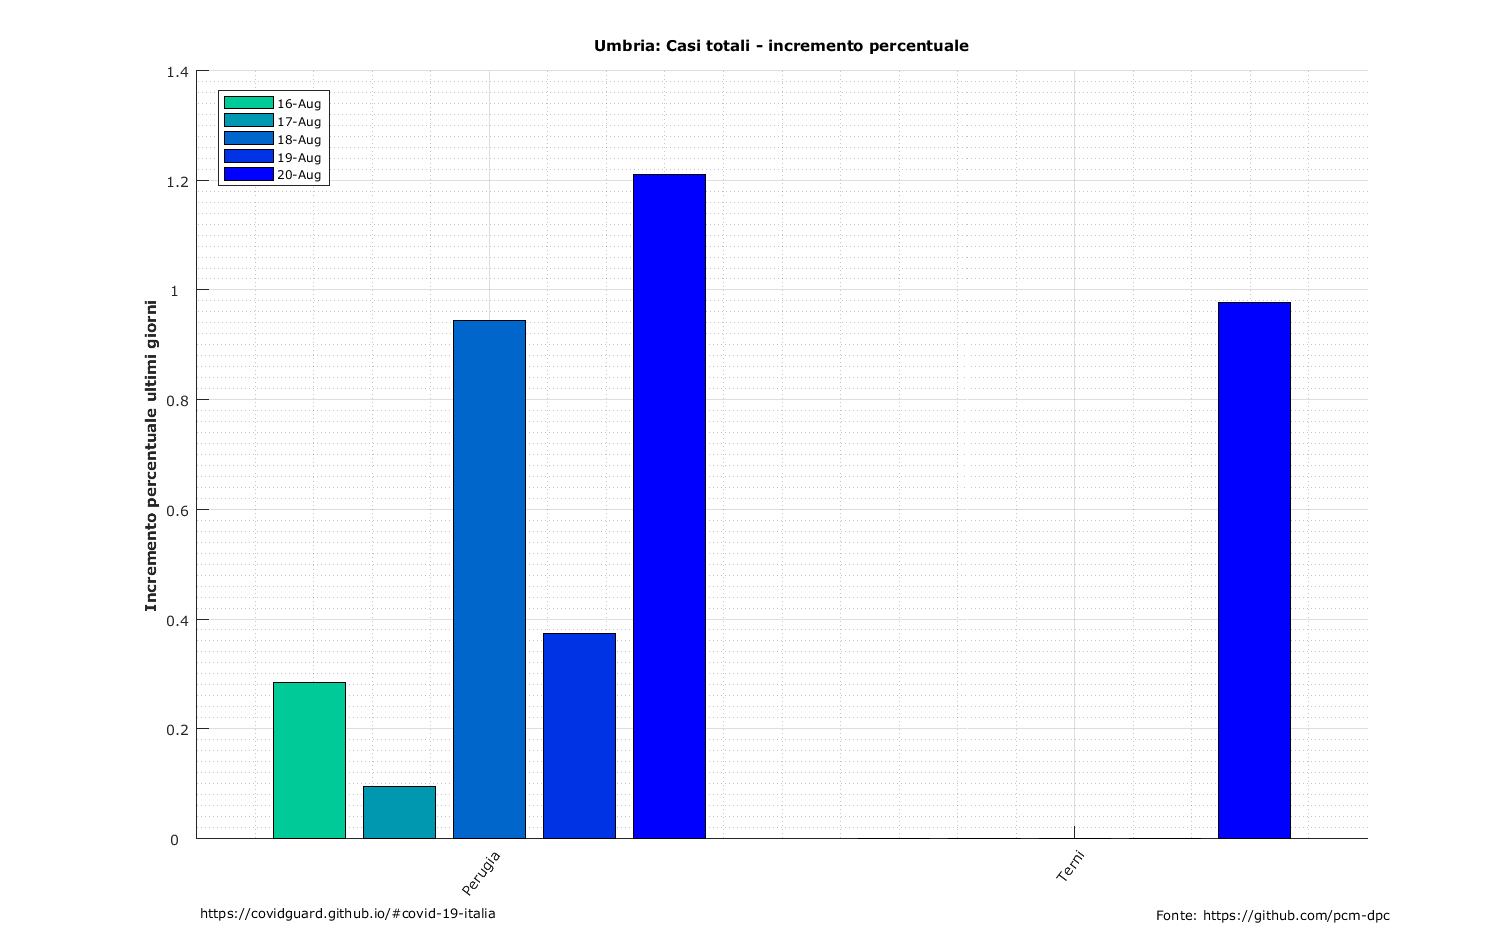 Umbria: Casi totali - incremento percentuale
1.4
1.2
1
0.8
0.6
0.4
0.2
0
Incremento percentuale ultimi giorni
16-Aug
17-Aug
18-Aug
19-Aug
20-Aug
Perugia
Terni
https://covidguard.github.io/#covid-19-italia
Fonte: https://github.com/pcm-dpc